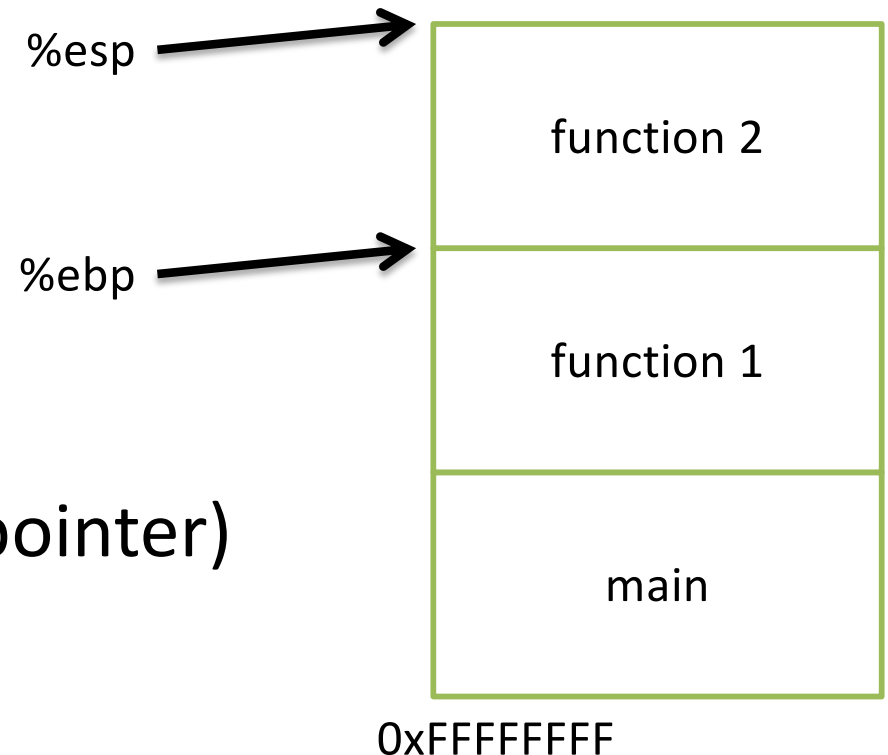 %esp
function 2
%ebp
function 1
pointer)
main
0xFFFFFFFF